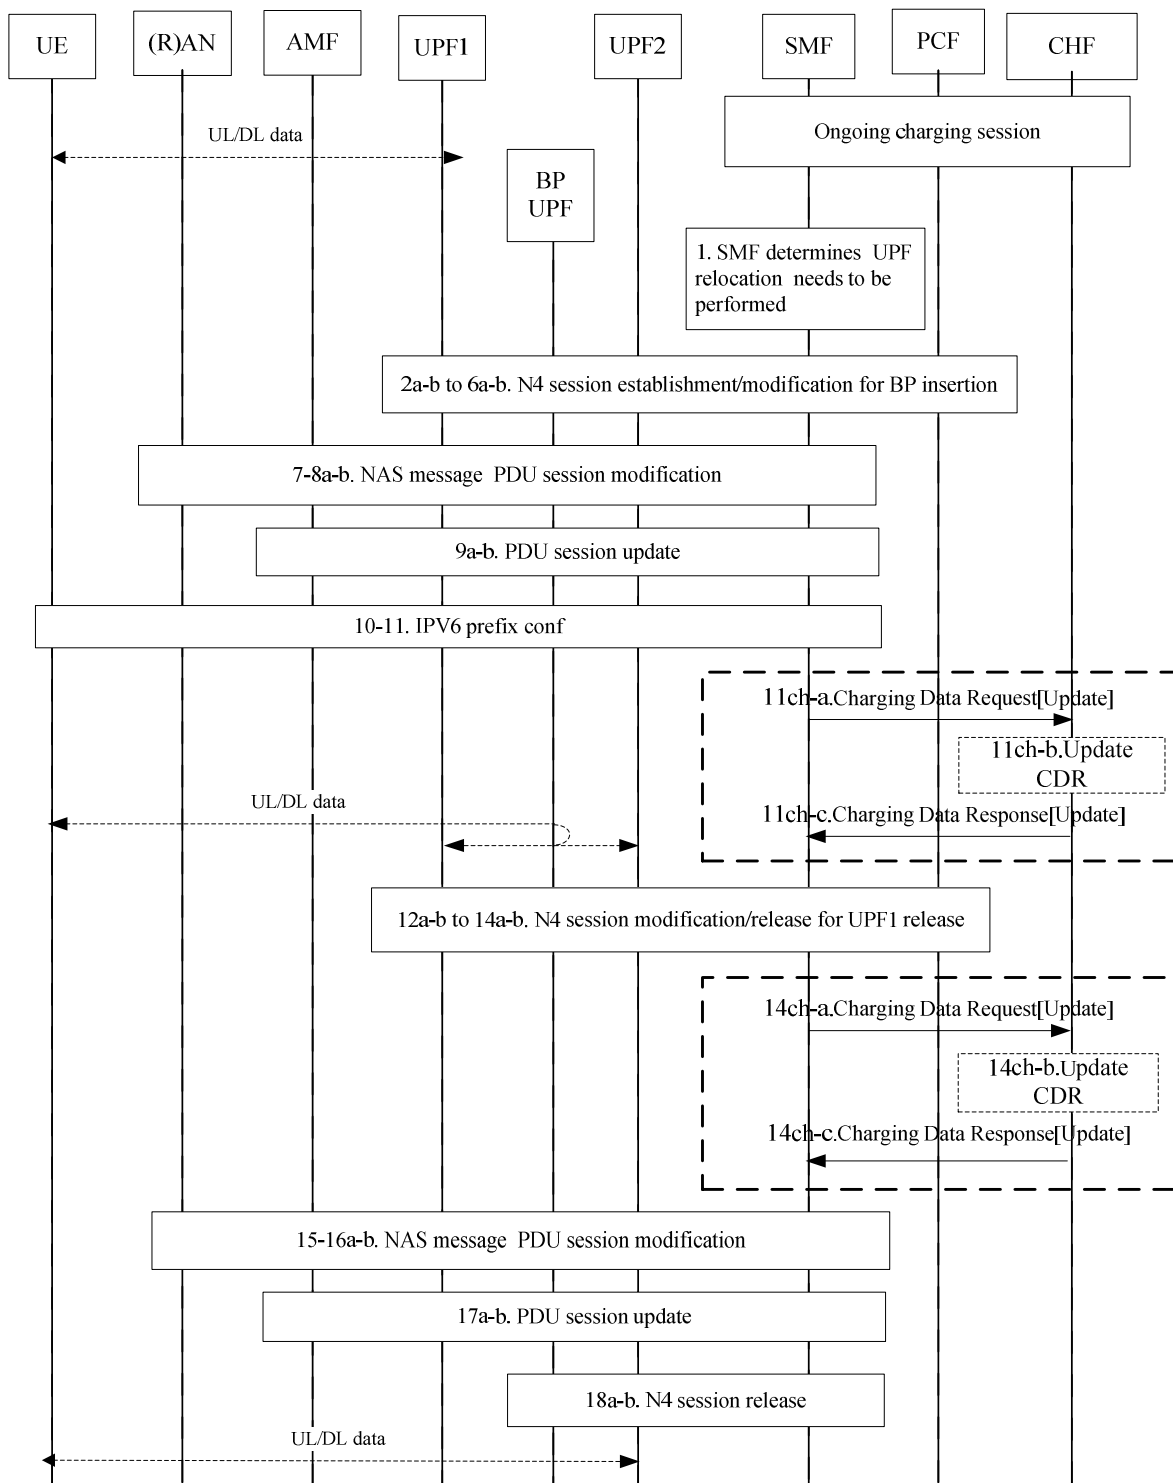 UE
(R)AN
AMF
UPF1
UPF2
SMF
PCF
CHF
Ongoing charging session
UL/DL data
BP
UPF
1. SMF determines UPF
relocation needs to be
performed
2a-b to 6a-b. N4 session establishment/modification for BP insertion
7-8a-b. NAS message PDU session modification
9a-b. PDU session update
10-11. IPV6 prefix conf
11ch-a.Charging Data Request[Update]
11ch-b.Update
CDR
UL/DL data
11ch-c.Charging Data Response[Update]
12a-b to 14a-b. N4 session modification/release for UPF1 release
14ch-a.Charging Data Request[Update]
14ch-b.Update
CDR
14ch-c.Charging Data Response[Update]
15-16a-b. NAS message PDU session modification
17a-b. PDU session update
18a-b. N4 session release
UL/DL data